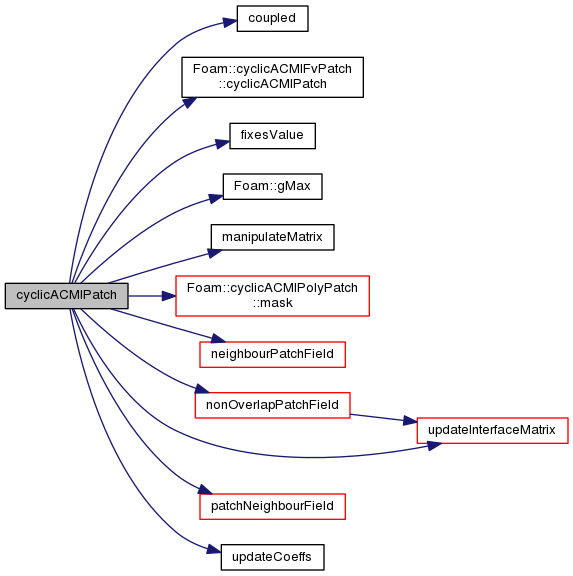 coupled
Foam::cyclicACMIFvPatch
::cyclicACMIPatch
fixesValue
Foam::gMax
manipulateMatrix
cyclicACMIPatch
Foam::cyclicACMIPolyPatch
::mask
neighbourPatchField
nonOverlapPatchField
updateInterfaceMatrix
patchNeighbourField
updateCoeffs